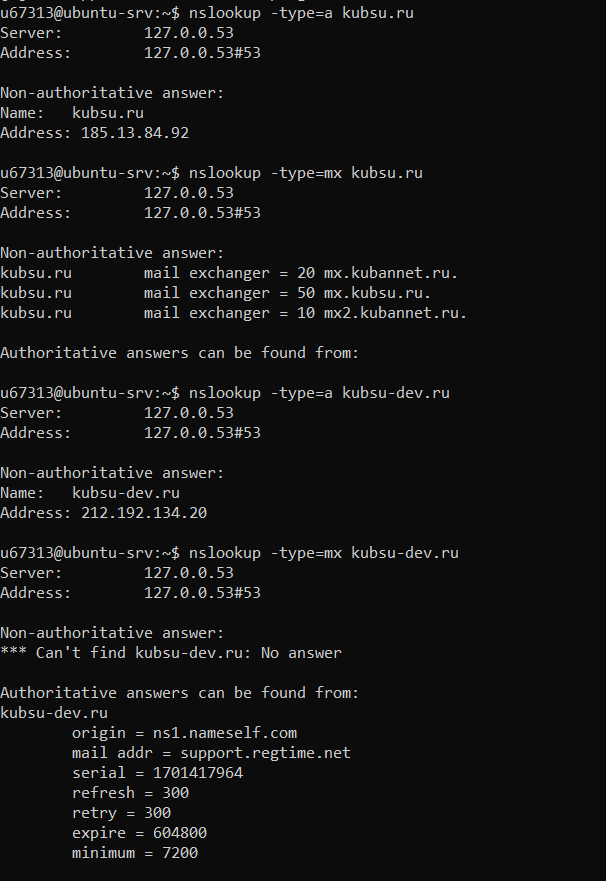 u67313@ubuntu-srv:~$ nslookup -type=a kubsu.ru
Server:         127.0.0.53
Address:        127.0.0.53#53

Non-authoritative answer:
Name:   kubsu.ru
Address: 185.13.84.92

u67313@ubuntu-srv:~$ nslookup -type=mx kubsu.ru
Server:         127.0.0.53
Address:        127.0.0.53#53

Non-authoritative answer:
kubsu.ru        mail exchanger = 20 mx.kubannet.ru.
kubsu.ru        mail exchanger = 50 mx.kubsu.ru.
kubsu.ru        mail exchanger = 10 mx2.kubannet.ru.

Authoritative answers can be found from:

u67313@ubuntu-srv:~$ nslookup -type=a kubsu-dev.ru
Server:         127.0.0.53
Address:        127.0.0.53#53

Non-authoritative answer:
Name:   kubsu-dev.ru
Address: 212.192.134.20

u67313@ubuntu-srv:~$ nslookup -type=mx kubsu-dev.ru
Server:         127.0.0.53
Address:        127.0.0.53#53

Non-authoritative answer:
*** Can't find kubsu-dev.ru: No answer

Authoritative answers can be found from:
kubsu-dev.ru
        origin = ns1.nameself.com
        mail addr = support.regtime.net
        serial = 1701417964
        refresh = 300
        retry = 300
        expire = 604800
        minimum = 7200